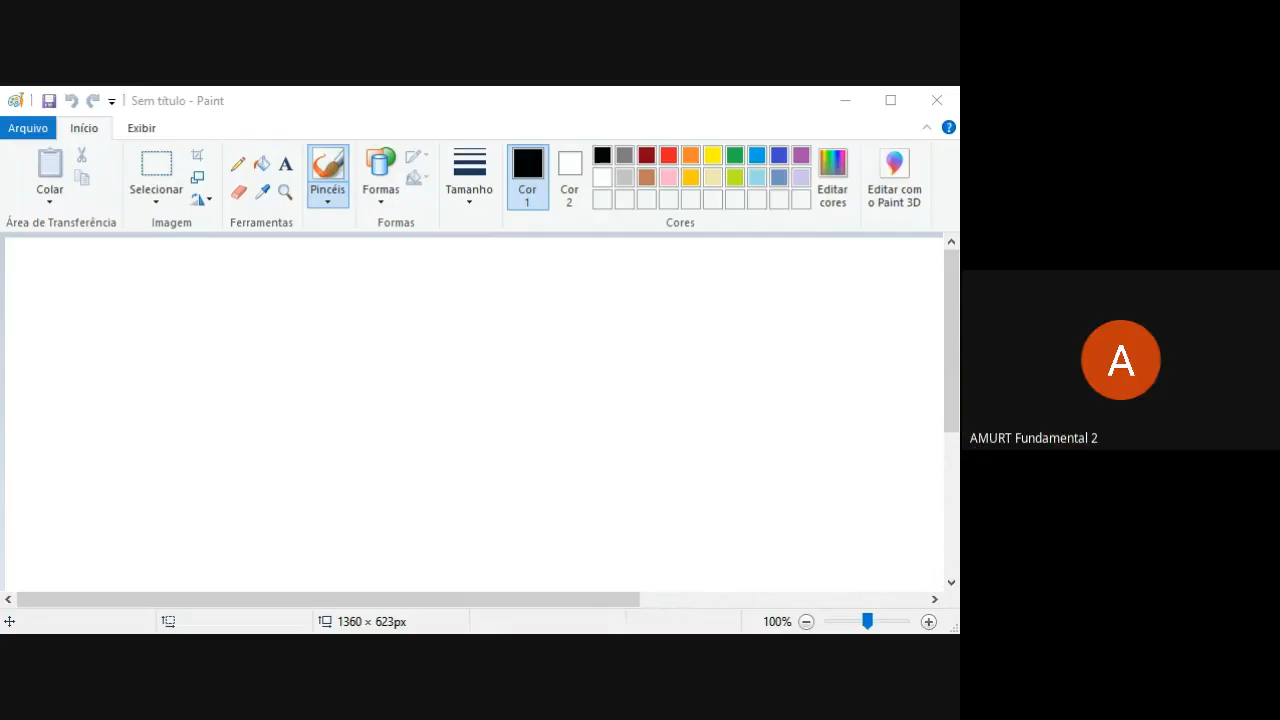 Sem título - Paint
Arquivo Início Exibir
Colar Selecionar Pincéis Formas Tamanho Cor 1 Cor 2 Editar cores Editar com o Paint 3D
Área de Transferência Imagem Ferramentas Formas Cores
A
AMURT Fundamental 2
1360 × 623px 100%